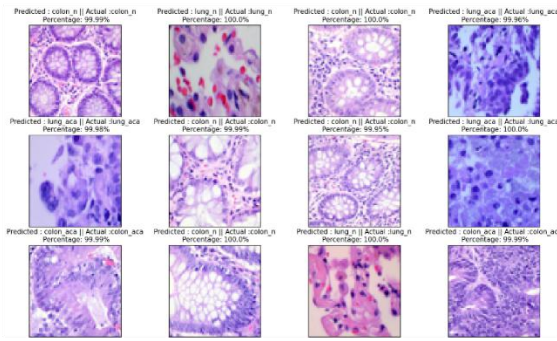 Predicted : colon_n || Actual :colon_n
Percentage: 99.99%
Predicted : lung_n || Actual :lung_n
Percentage: 100.0%
Predicted : colon_n || Actual :colon_n
Percentage: 100.0%
Predicted : lung_aca || Actual :lung_aca
Percentage: 99.96%
Predicted : lung_aca || Actual :lung_aca
Percentage: 99.98%
Predicted : colon_n || Actual :colon_n
Percentage: 99.99%
Predicted : colon_n || Actual :colon_n
Percentage: 99.95%
Predicted : lung_aca || Actual :lung_aca
Percentage: 100.0%
Predicted : colon_aca || Actual :colon_aca
Percentage: 99.99%
Predicted : colon_n || Actual :colon_n
Percentage: 100.0%
Predicted : lung_n || Actual :lung_n
Percentage: 100.0%
Predicted : colon_aca || Actual :colon_aca
Percentage: 99.99%